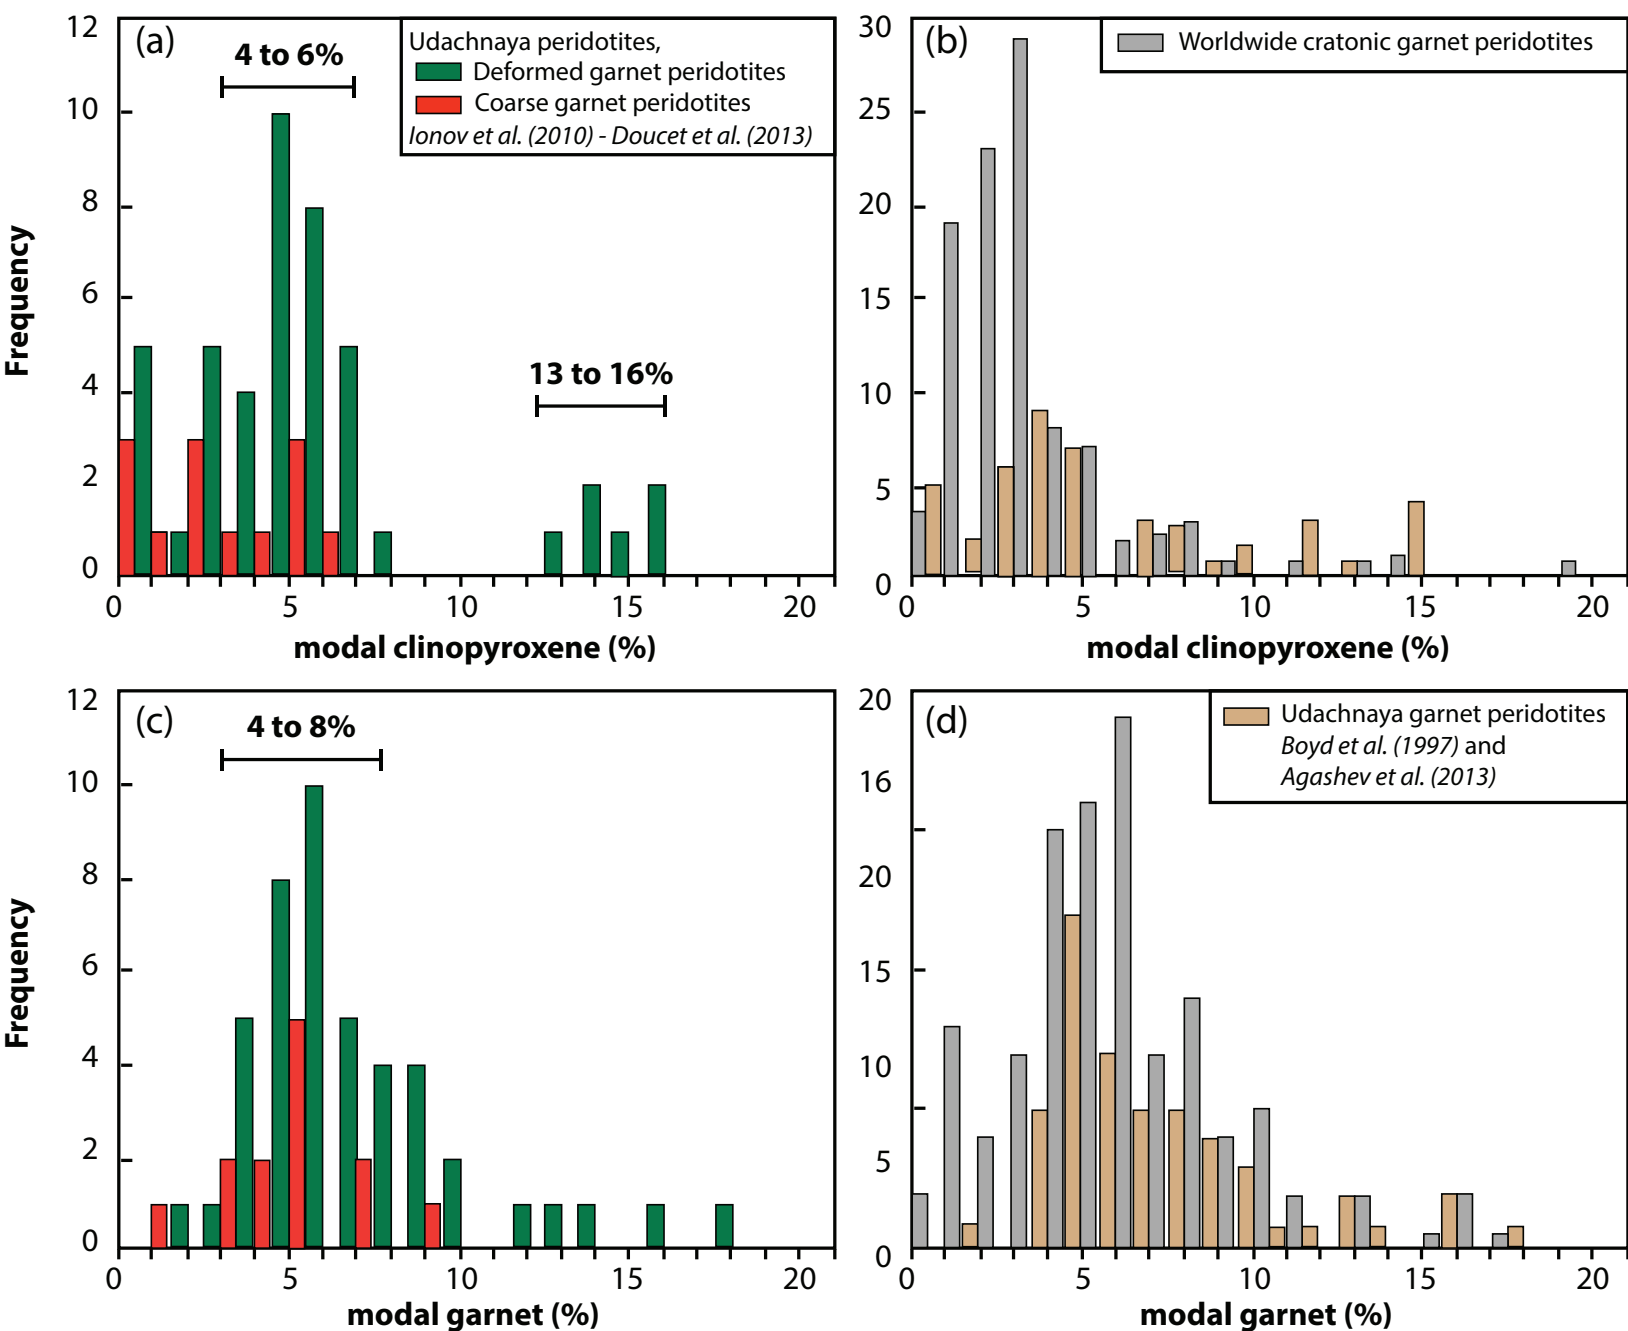 (a)
4 to 6%
13 to 16%
Udachnaya peridotites,
Deformed garnet peridotites
Coarse garnet peridotites
Ionov et al. (2010) - Doucet et al. (2013)
Frequency
12
10
8
6
4
2
0
0 5 10 15 20
modal clinopyroxene (%)
(b)
Worldwide cratonic garnet peridotites
30
25
20
15
10
5
0
0 5 10 15 20
modal clinopyroxene (%)
(c)
4 to 8%
Frequency
12
10
8
6
4
2
0
0 5 10 15 20
modal garnet (%)
(d)
Udachnaya garnet peridotites
Boyd et al. (1997) and
Agashev et al. (2013)
20
16
20
15
10
5
0
0 5 10 15 20
modal garnet (%)